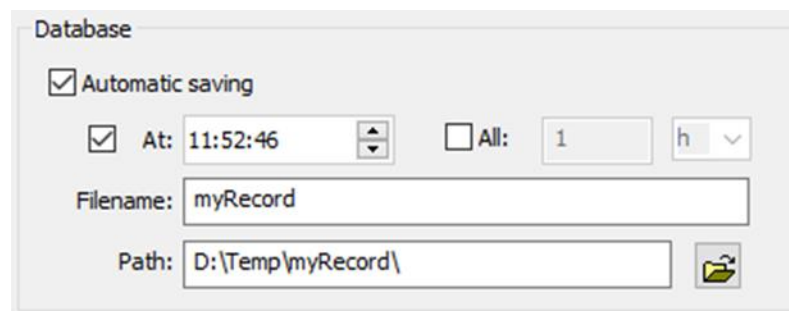 Database
Automatic saving
At: 11:52:46 All: 1 h
Filename: myRecord
Path: D:\Temp\myRecord\